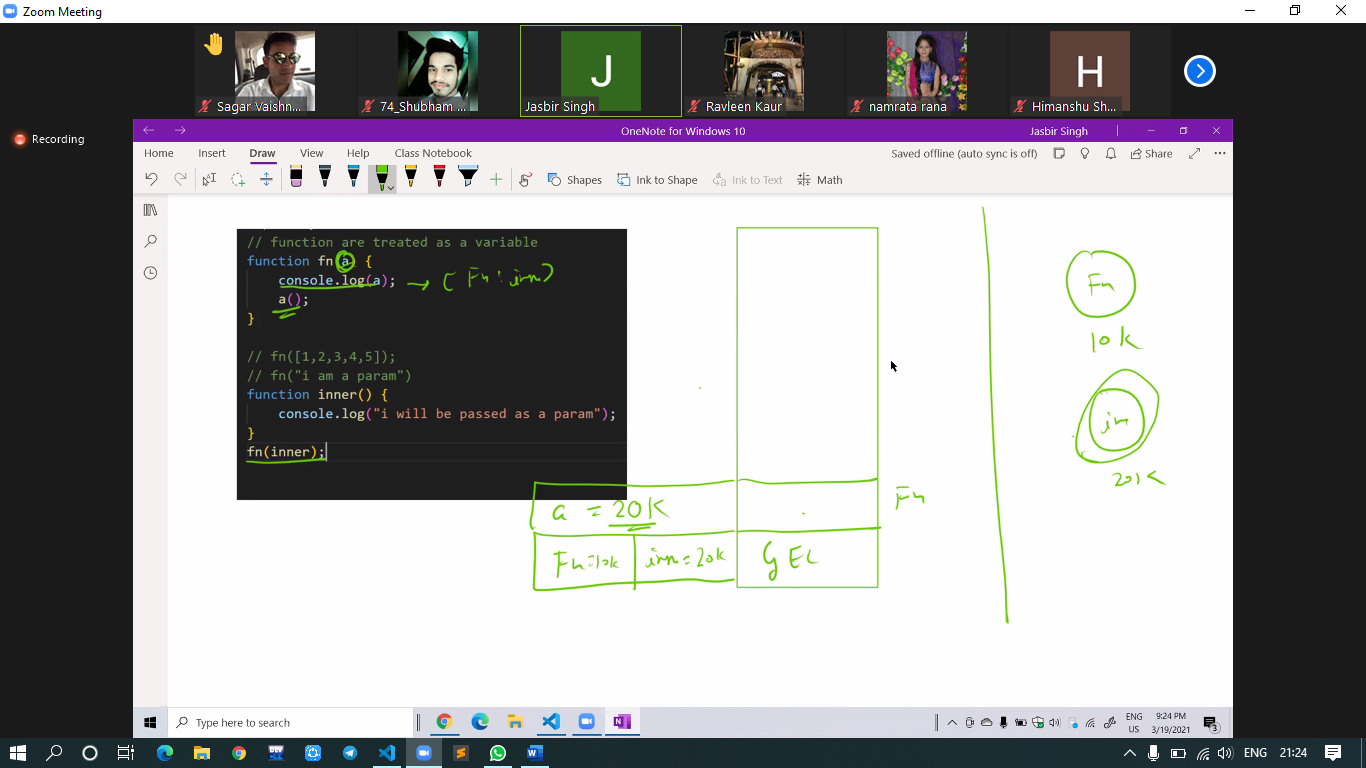 Zoom Meeting
Sagar Vaishn...
74_Shubham ...
J
Jasbir Singh
Ravleen Kaur
namrata rana
H
Himanshu Sh...
Recording
OneNote for Windows 10
Jasbir Singh
Home Insert Draw View Help Class Notebook
Saved offline (auto sync is off)
Share
Shapes Ink to Shape Ink to Text Math
// function are treated as a variable
function fn(a) {
console.log(a); → [ Fn : inn]
a();
}
// fn([1,2,3,4,5]);
// fn("i am a param")
function inner() {
console.log("i will be passed as a param");
}
fn(inner);
Fn
10k
in
20k
a = 20K
Fn
Fn=10k
inn=20k
GEC
Type here to search
ENG
US
9:24 PM
3/19/2021
3
ENG
21:24